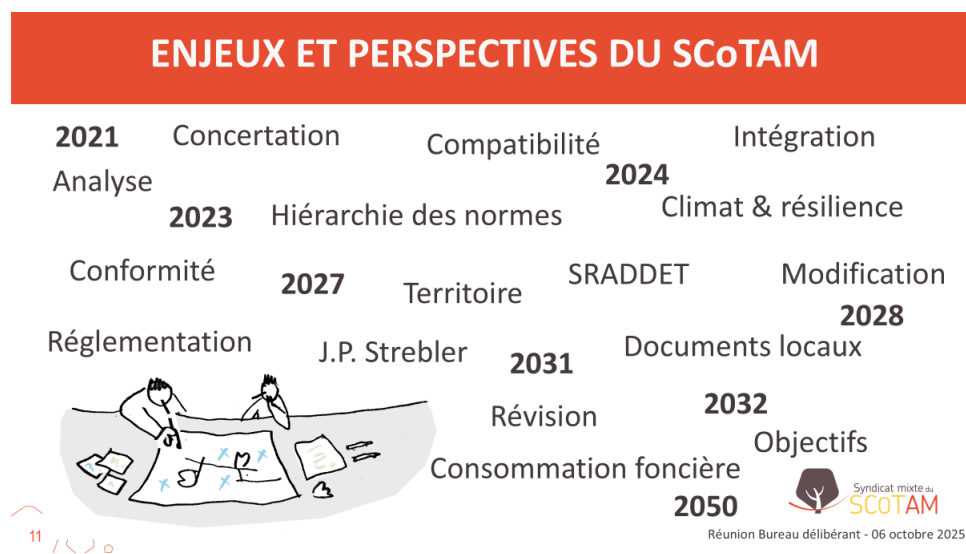 ENJEUX ET PERSPECTIVES DU SCoTAM
2021
Concertation
Compatibilité
Intégration
Analyse
2024
2023
Hiérarchie des normes
Climat & résilience
Conformité
2027
Territoire
SRADDET
Modification
2028
Réglementation
J.P. Strebler
2031
Documents locaux
Révision
2032
Objectifs
Consommation foncière
2050
Syndicat mixte du
SCOTAM
11
Réunion Bureau délibérant - 06 octobre 2025